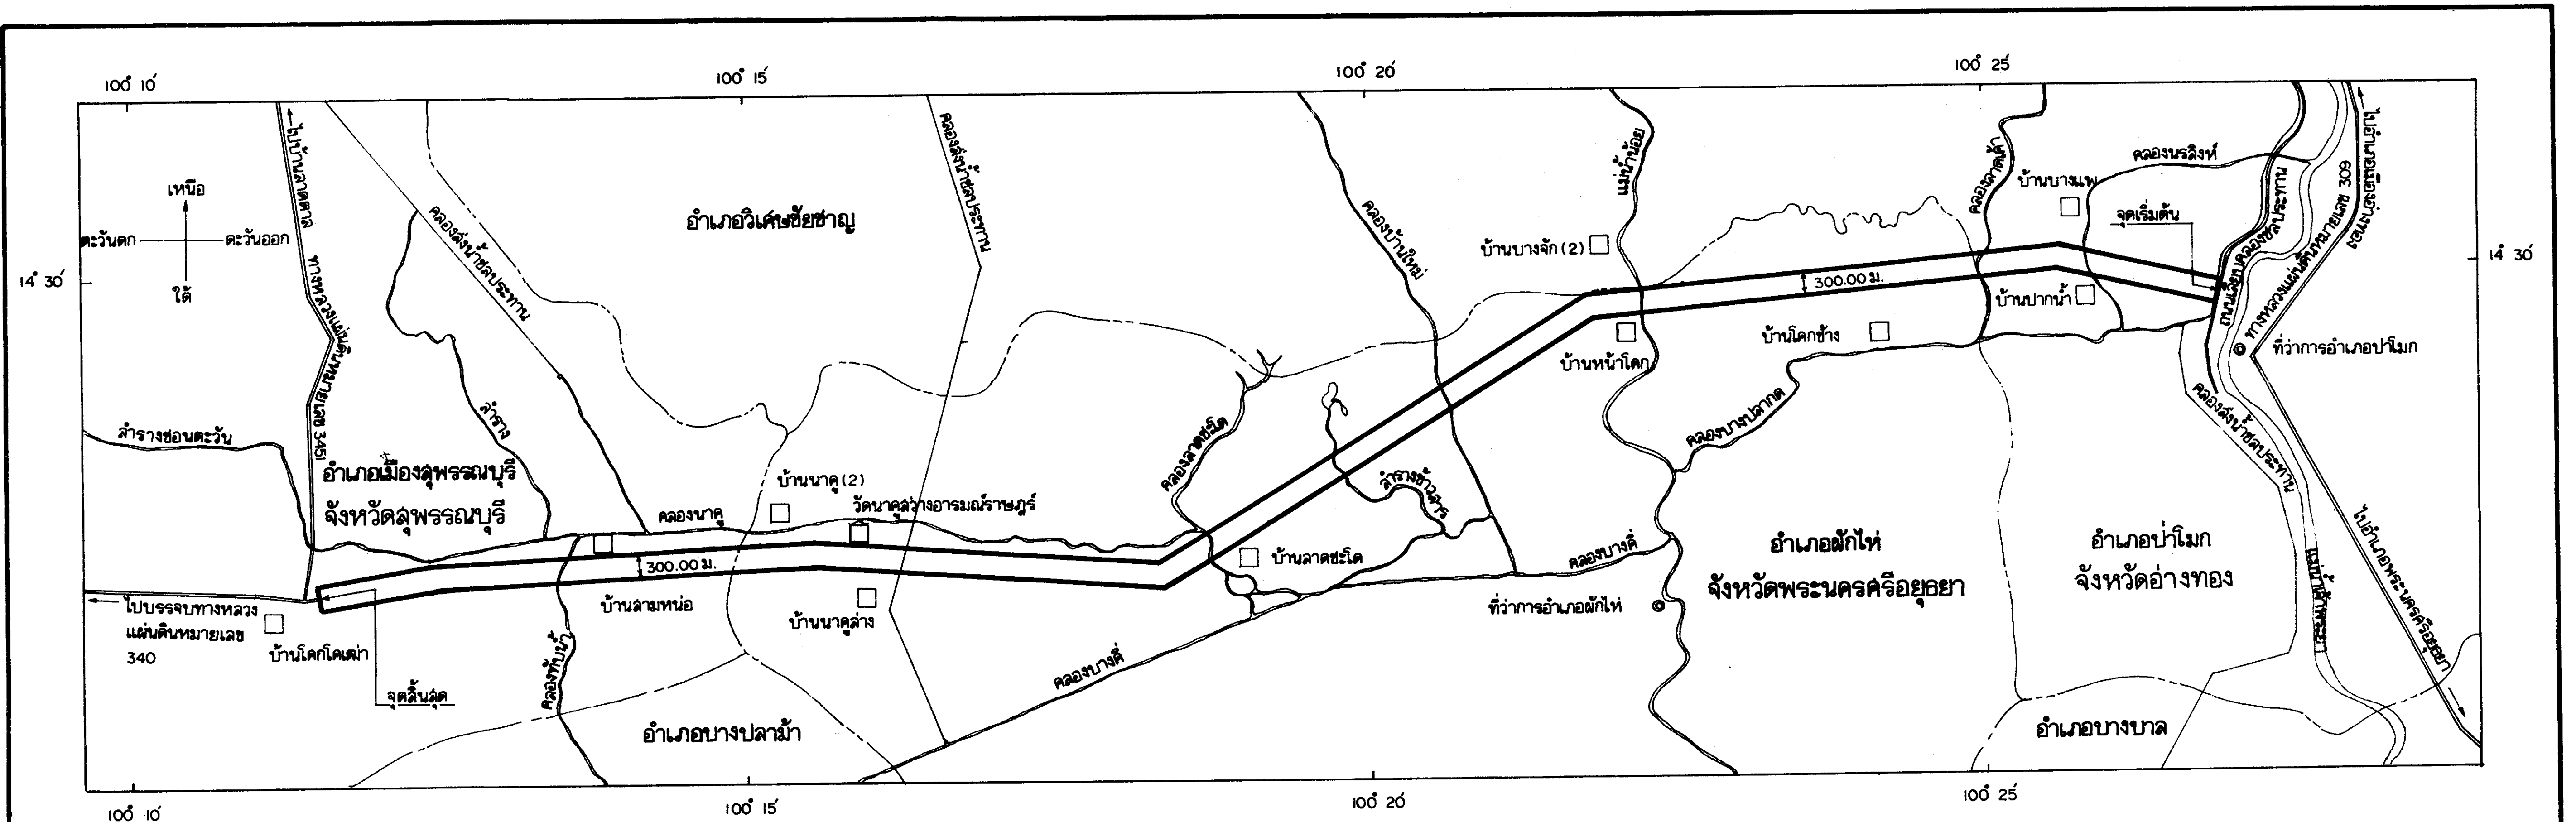 100° 10′
100° 15′
100° 20′
100° 25′
14° 30′
14° 30′
เหนือ
ตะวันตก
ตะวันออก
ใต้
ไปบ้านลาดตาล
ทางหลวงแผ่นดินหมายเลข 3451
คลองส่งน้ำชลประทาน
อำเภอวิเศษชัยชาญ
คลองส่งน้ำชลประทาน
คลองบ้านใหม่
แม่น้ำน้อย
บ้านบางจัก (2)
คลองลาดเค้า
บ้านบางแพ
คลองนรสิงห์
จุดเริ่มต้น
ถนนเลียบคลองชลประทาน
ทางหลวงแผ่นดินหมายเลข 309
ไปอำเภอเมืองอ่างทอง
300.00 ม.
บ้านปากน้ำ
บ้านโคกช้าง
บ้านหน้าโคก
ที่ว่าการอำเภอป่าโมก
คลองส่งน้ำชลประทาน
ลำรางซอนตะวัน
ลำราง
อำเภอเมืองสุพรรณบุรี
จังหวัดสุพรรณบุรี
บ้านนาคู (2)
คลองนาคู
วัดนาคูสว่างอารมณ์ราษฎร์
คลองลาดชะโด
ลำรางข้าวสาร
คลองบางปลากด
300.00 ม.
บ้านลาดชะโด
คลองบางคี่
อำเภอผักไห่
จังหวัดพระนครศรีอยุธยา
อำเภอป่าโมก
จังหวัดอ่างทอง
แม่น้ำเจ้าพระยา
ไปอำเภอพระนครศรีอยุธยา
ไปบรรจบทางหลวง
แผ่นดินหมายเลข
340
บ้านโคกโคเฒ่า
จุดสิ้นสุด
คลองทับน้ำ
บ้านสามหน่อ
บ้านนาคูล่าง
ที่ว่าการอำเภอผักไห่
คลองบางคี่
อำเภอบางปลาม้า
อำเภอบางบาล
100° 10′
100° 15′
100° 20′
100° 25′